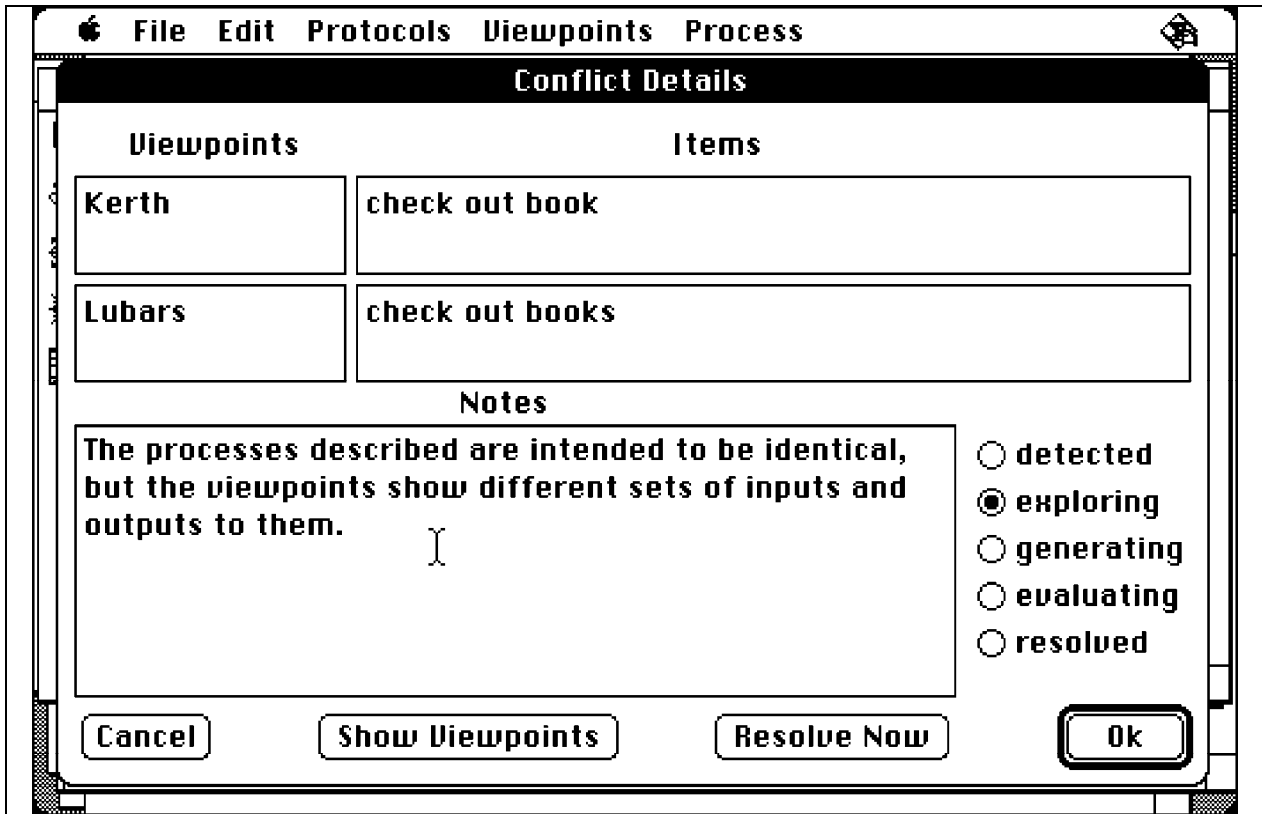 File Edit Protocols Viewpoints Process
Conflict Details
Viewpoints Items
Kerth check out book
Lubars check out books
Notes
The processes described are intended to be identical,
but the viewpoints show different sets of inputs and
outputs to them.
detected
exploring
generating
evaluating
resolved
Cancel Show Viewpoints Resolve Now Ok